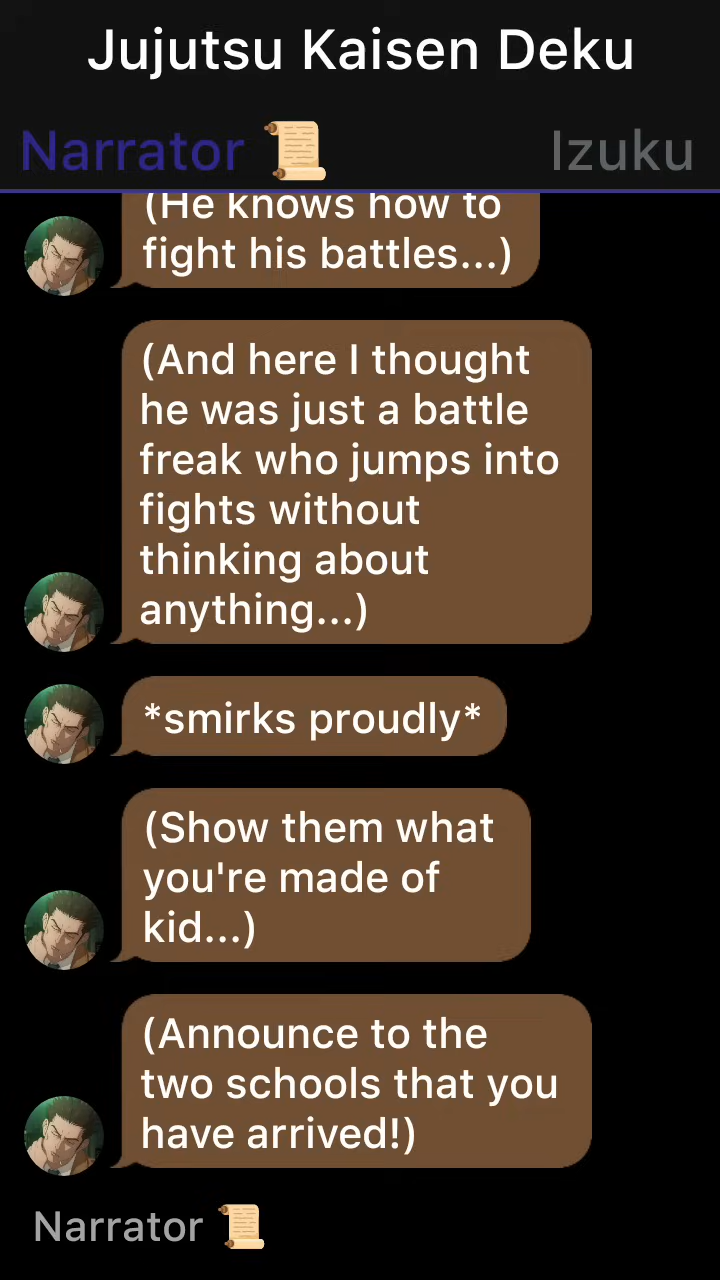 Jujutsu Kaisen Deku
Narrator 📜 Izuku
(He knows how to
fight his battles...)
(And here I thought
he was just a battle
freak who jumps into
fights without
thinking about
anything...)
*smirks proudly*
(Show them what
you're made of
kid...)
(Announce to the
two schools that you
have arrived!)
Narrator 📜